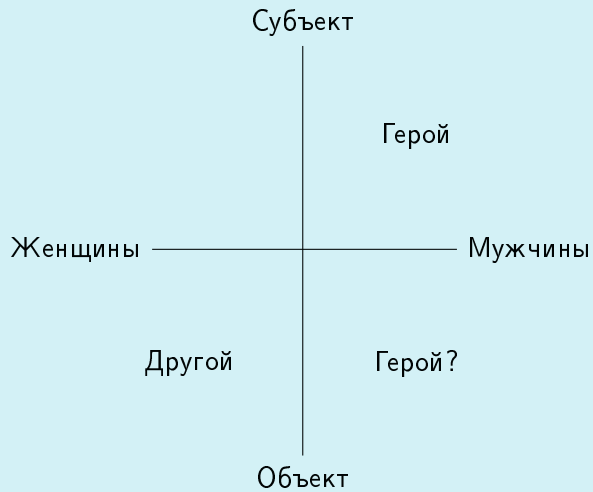 Субъект
Герой
Женщины
Мужчины
Другой
Герой?
Объект